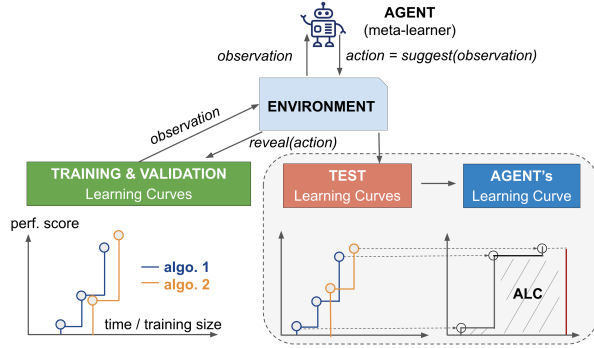 AGENT
(meta-learner)
observation
action = suggest(observation)
ENVIRONMENT
observation
reveal(action)
TRAINING & VALIDATION
Learning Curves
TEST
Learning Curves
AGENT's
Learning Curve
perf. score
algo. 1
algo. 2
time / training size
ALC